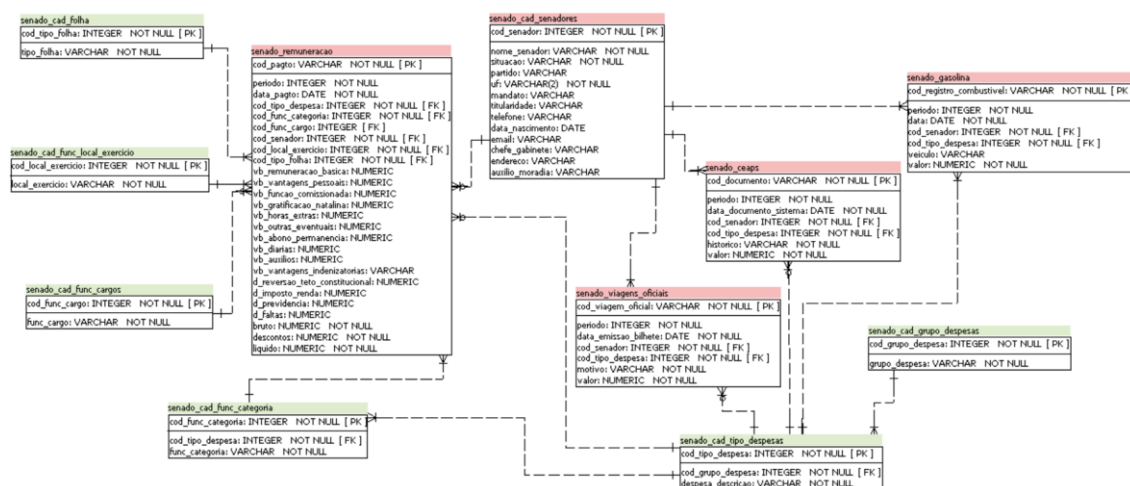 senado_cad_folha
cod_tipo_folha: INTEGER NOT NULL [ PK ]
tipo_folha: VARCHAR NOT NULL
senado_cad_func_local_exercicio
cod_local_exercicio: INTEGER NOT NULL [ PK ]
local_exercicio: VARCHAR NOT NULL
senado_cad_func_cargos
cod_func_cargo: INTEGER NOT NULL [ PK ]
func_cargo: VARCHAR NOT NULL
senado_remuneracao
cod_pagto: VARCHAR NOT NULL [ PK ]
periodo: INTEGER NOT NULL
data_pagto: DATE NOT NULL
cod_tipo_despesa: INTEGER NOT NULL [ FK ]
cod_func_categoria: INTEGER NOT NULL [ FK ]
cod_func_cargo: INTEGER [ FK ]
cod_senador: INTEGER NOT NULL [ FK ]
cod_local_exercicio: INTEGER NOT NULL [ FK ]
cod_tipo_folha: INTEGER NOT NULL [ FK ]
vb_remuneracao_basica: NUMERIC
vb_vantagens_pessoais: NUMERIC
vb_funcao_comissionada: NUMERIC
vb_gratificacao_natalina: NUMERIC
vb_horas_extras: NUMERIC
vb_outras_eventuais: NUMERIC
vb_abono_permanencia: NUMERIC
vb_diarias: NUMERIC
vb_auxilios: NUMERIC
vb_vantagens_indenizatorias: VARCHAR
d_reversao_teto_constitucional: NUMERIC
d_imposto_renda: NUMERIC
d_previdencia: NUMERIC
d_faltas: NUMERIC
bruto: NUMERIC NOT NULL
descontos: NUMERIC NOT NULL
liquido: NUMERIC NOT NULL
senado_cad_func_categoria
cod_func_categoria: INTEGER NOT NULL [ PK ]
cod_tipo_despesa: INTEGER NOT NULL [ FK ]
func_categoria: VARCHAR NOT NULL
senado_cad_senadores
cod_senador: INTEGER NOT NULL [ PK ]
nome_senador: VARCHAR NOT NULL
situacao: VARCHAR NOT NULL
partido: VARCHAR
uf: VARCHAR(2) NOT NULL
mandato: VARCHAR
titularidade: VARCHAR
telefone: VARCHAR
data_nascimento: DATE
email: VARCHAR
chefe_gabinete: VARCHAR
endereco: VARCHAR
auxilio_moradia: VARCHAR
senado_viagens_oficiais
cod_viagem_oficial: VARCHAR NOT NULL [ PK ]
periodo: INTEGER NOT NULL
data_emissao_bilhete: DATE NOT NULL
cod_senador: INTEGER NOT NULL [ FK ]
cod_tipo_despesa: INTEGER NOT NULL [ FK ]
motivo: VARCHAR NOT NULL
valor: NUMERIC NOT NULL
senado_ceaps
cod_documento: VARCHAR NOT NULL [ PK ]
periodo: INTEGER NOT NULL
data_documento_sistema: DATE NOT NULL
cod_senador: INTEGER NOT NULL [ FK ]
cod_tipo_despesa: INTEGER NOT NULL [ FK ]
historico: VARCHAR NOT NULL
valor: NUMERIC NOT NULL
senado_gasolina
cod_registro_combustivel: VARCHAR NOT NULL [ PK
periodo: INTEGER NOT NULL
data: DATE NOT NULL
cod_senador: INTEGER NOT NULL [ FK ]
cod_tipo_despesa: INTEGER NOT NULL [ FK ]
veiculo: VARCHAR
valor: NUMERIC NOT NULL
senado_cad_grupo_despesas
cod_grupo_despesa: INTEGER NOT NULL [ PK ]
grupo_despesa: VARCHAR NOT NULL
senado_cad_tipo_despesas
cod_tipo_despesa: INTEGER NOT NULL [ PK ]
cod_grupo_despesa: INTEGER NOT NULL [ FK ]
despesa_descricao: VARCHAR NOT NULL